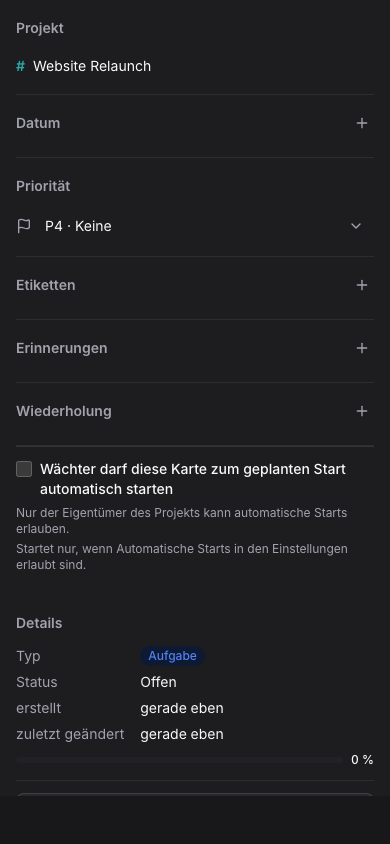 Projekt
# Website Relaunch
Datum
Priorität
P4 · Keine
Etiketten
Erinnerungen
Wiederholung
Wächter darf diese Karte zum geplanten Start
automatisch starten
Nur der Eigentümer des Projekts kann automatische Starts
erlauben.
Startet nur, wenn Automatische Starts in den Einstellungen
erlaubt sind.
Details
Typ Aufgabe
Status Offen
erstellt gerade eben
zuletzt geändert gerade eben
0 %